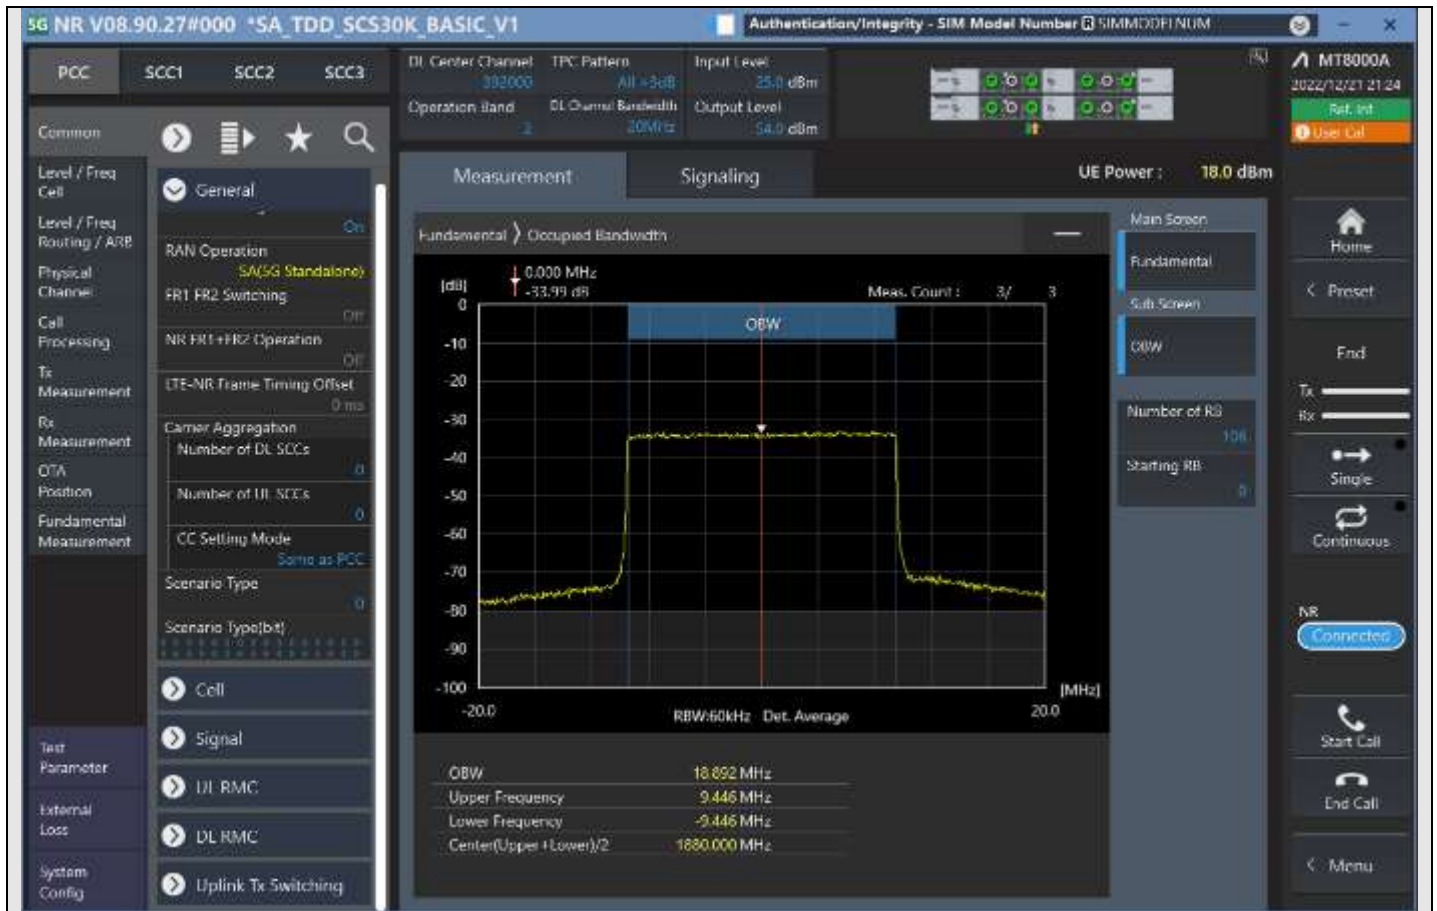 5G NR V08.90.27#000 *SA_TDD_SCS30K_BASIC_V1
Authentication/Integrity - SIM Model Number R SIMMODELNUM
PCC SCC1 SCC2 SCC3
DL Center Channel TPC Pattern Input Level
392000 All +3dB 25.0 dBm
Operation Band DL Channel Bandwidth Output Level
2 20MHz 54.0 dBm
MT8000A
2022/12/21 21:24
Ref. Int
User Cal
Common
Level / Freq
Cell
Level / Freq
Routing / ARB
Physical
Channel
Call
Processing
Tx
Measurement
Rx
Measurement
OTA
Position
Fundamental
Measurement
Test
Parameter
External
Loss
System
Config
General
On
RAN Operation
SA(5G Standalone)
FR1 FR2 Switching
Off
NR FR1+FR2 Operation
Off
LTE-NR Frame Timing Offset
0 ms
Carrier Aggregation
Number of DL SCCs
0
Number of UL SCCs
0
CC Setting Mode
Same as PCC
Scenario Type
0
Scenario Type(bit)
Cell
Signal
UL RMC
DL RMC
Uplink Tx Switching
Measurement Signaling
UE Power : 18.0 dBm
Fundamental 〉 Occupied Bandwidth
[dB] 0.000 MHz
-33.99 dB Meas. Count : 3/ 3
OBW
0
-10
-20
-30
-40
-50
-60
-70
-80
-90
-100
[MHz]
-20.0 RBW:60kHz Det. Average 20.0
OBW 18.892 MHz
Upper Frequency 9.446 MHz
Lower Frequency -9.446 MHz
Center(Upper+Lower)/2 1880.000 MHz
Main Screen
Fundamental
Sub Screen
OBW
Number of RB
106
Starting RB
0
Home
< Preset
End
Tx
Rx
Single
Continuous
NR
Connected
Start Call
End Call
< Menu